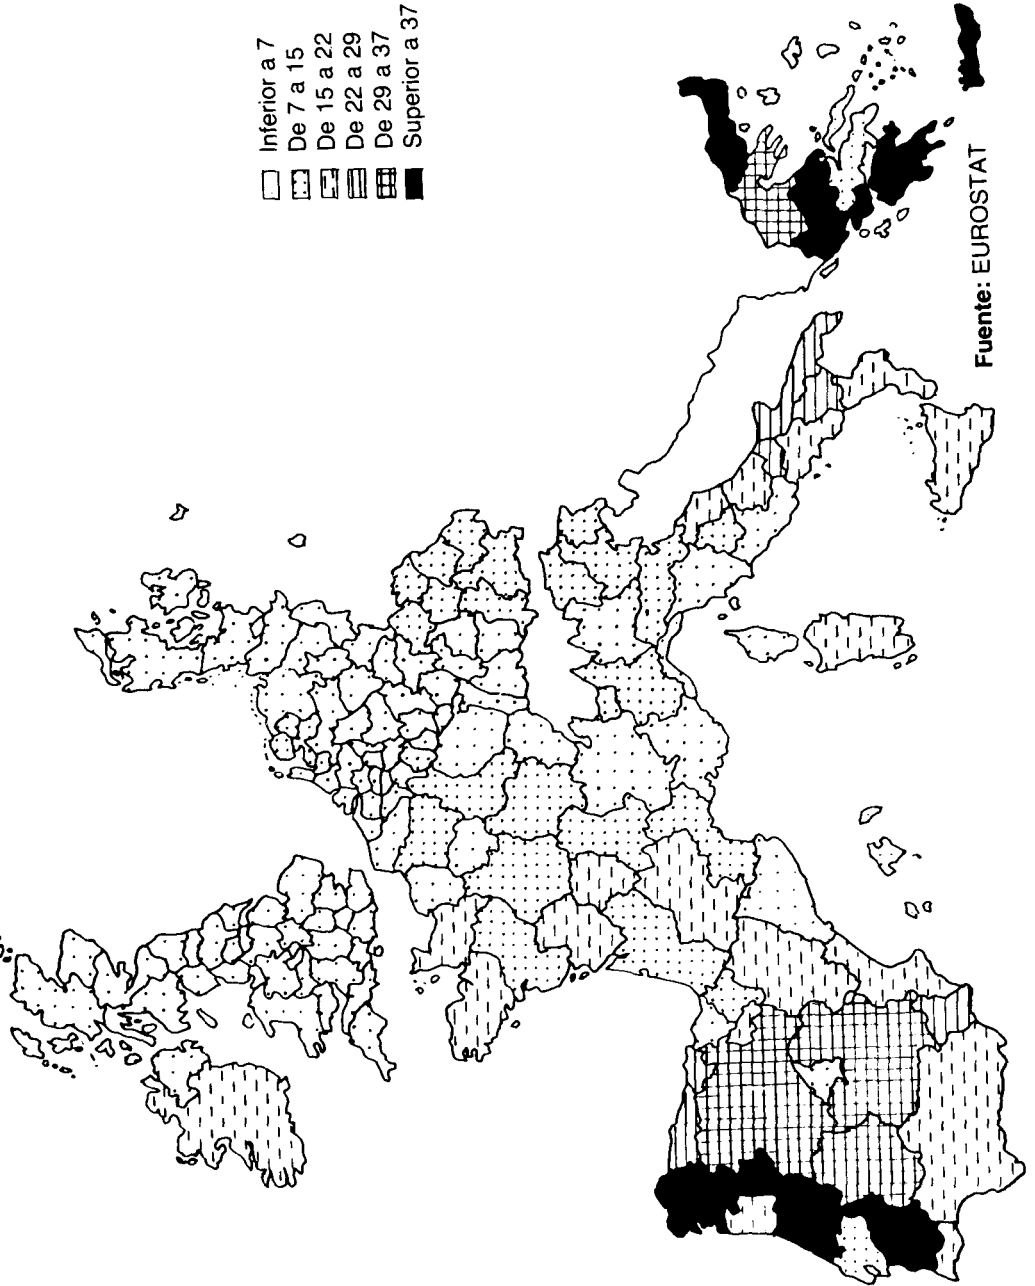 Inferior a 7
De 7 a 15
De 15 a 22
De 22 a 29
De 29 a 37
Superior a 37
Fuente: EUROSTAT